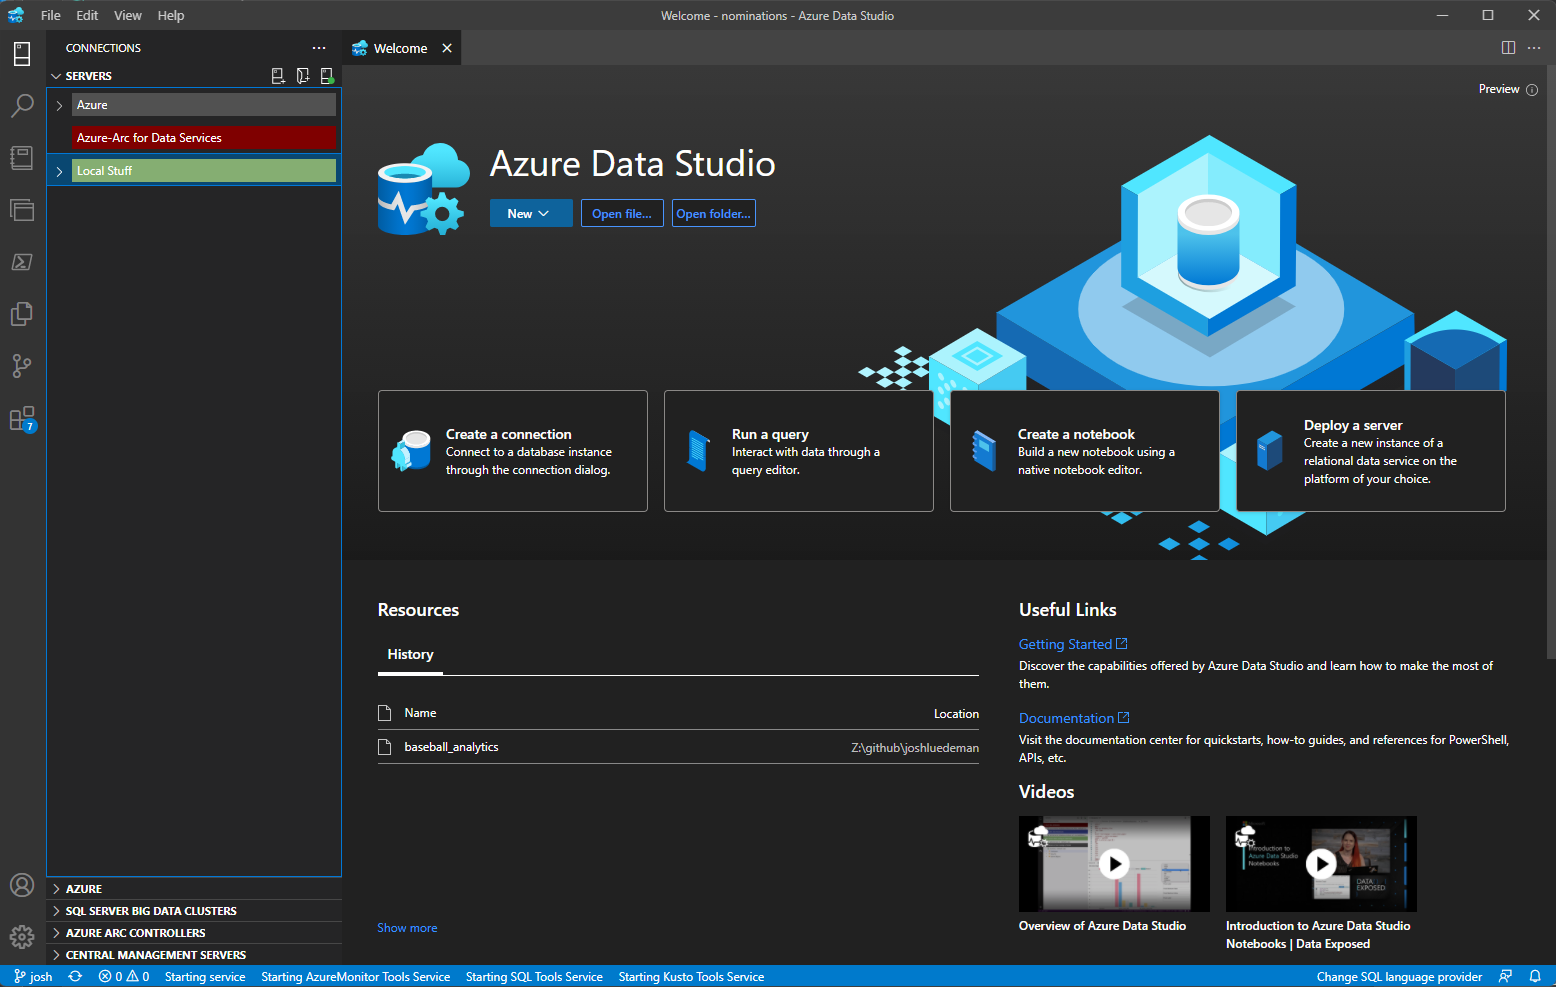 File Edit View Help
Welcome - nominations - Azure Data Studio
CONNECTIONS
SERVERS
Azure
Azure-Arc for Data Services
Local Stuff
AZURE
SQL SERVER BIG DATA CLUSTERS
AZURE ARC CONTROLLERS
CENTRAL MANAGEMENT SERVERS
7
Welcome
Preview
Azure Data Studio
New
Open file...
Open folder...
Create a connection
Connect to a database instance
through the connection dialog.
Run a query
Interact with data through a
query editor.
Create a notebook
Build a new notebook using a
native notebook editor.
Deploy a server
Create a new instance of a
relational data service on the
platform of your choice.
Resources
History
Name Location
baseball_analytics Z:\github\joshluedeman
Show more
Useful Links
Getting Started
Discover the capabilities offered by Azure Data Studio and learn how to make the most of
them.
Documentation
Visit the documentation center for quickstarts, how-to guides, and references for PowerShell,
APIs, etc.
Videos
Introduction to
Azure Data Studio
Notebooks
DATA
EXPOSED
Overview of Azure Data Studio
Introduction to Azure Data Studio
Notebooks | Data Exposed
josh 0 0 Starting service Starting AzureMonitor Tools Service Starting SQL Tools Service Starting Kusto Tools Service Change SQL language provider